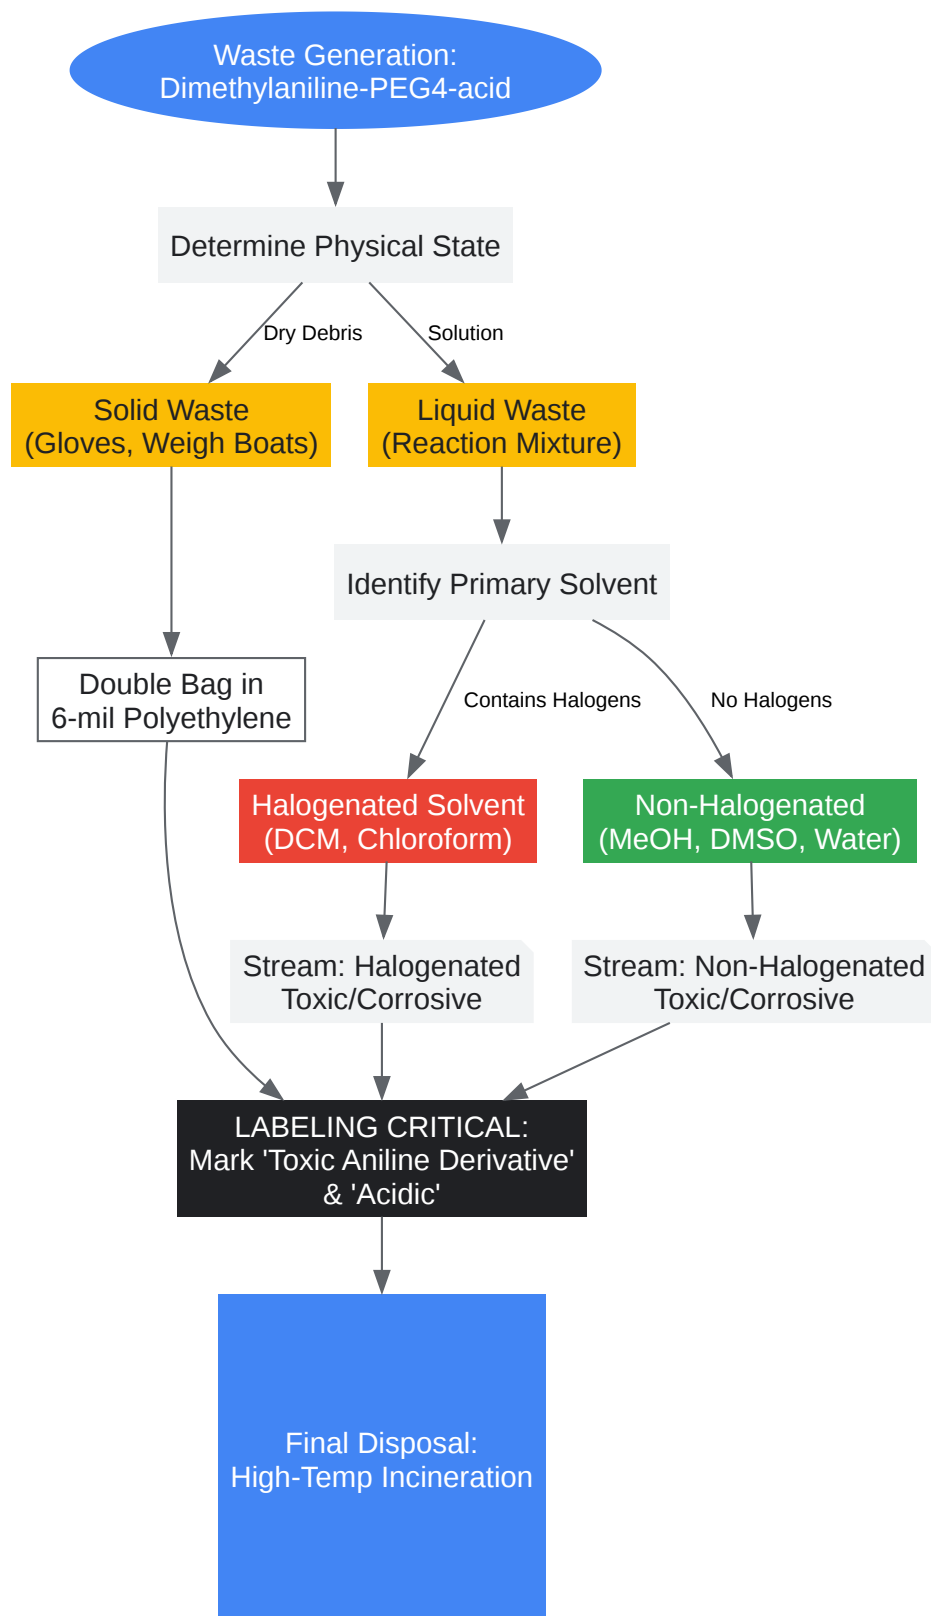 Waste Generation:
Dimethylaniline-PEG4-acid
Determine Physical State
Dry Debris
Solution
Solid Waste
(Gloves, Weigh Boats)
Liquid Waste
(Reaction Mixture)
Identify Primary Solvent
Double Bag in
6-mil Polyethylene
Contains Halogens
No Halogens
Halogenated Solvent
(DCM, Chloroform)
Non-Halogenated
(MeOH, DMSO, Water)
Stream: Halogenated
Toxic/Corrosive
Stream: Non-Halogenated
Toxic/Corrosive
LABELING CRITICAL:
Mark 'Toxic Aniline Derivative'
& 'Acidic'
Final Disposal:
High-Temp Incineration